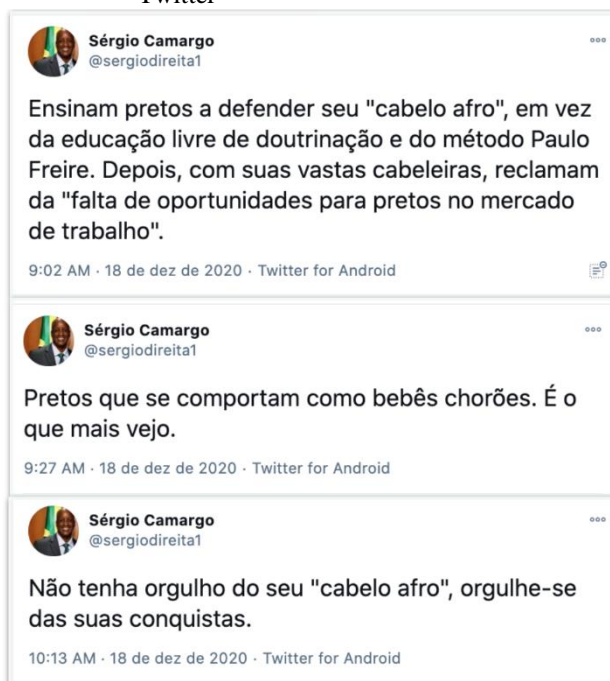 Twitter
Sérgio Camargo
@sergiodireita1
Ensinam pretos a defender seu "cabelo afro", em vez
da educação livre de doutrinação e do método Paulo
Freire. Depois, com suas vastas cabeleiras, reclamam
da "falta de oportunidades para pretos no mercado
de trabalho".
9:02 AM · 18 de dez de 2020 · Twitter for Android
Sérgio Camargo
@sergiodireita1
Pretos que se comportam como bebês chorões. É o
que mais vejo.
9:27 AM · 18 de dez de 2020 · Twitter for Android
Sérgio Camargo
@sergiodireita1
Não tenha orgulho do seu "cabelo afro", orgulhe-se
das suas conquistas.
10:13 AM · 18 de dez de 2020 · Twitter for Android